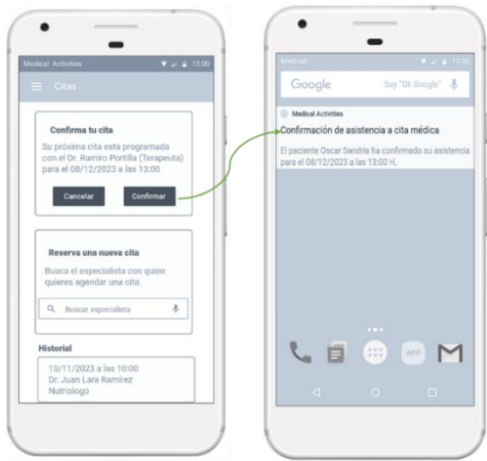 Medical Activities 13:00
Citas
Confirma tu cita
Su próxima cita esta programada
con el Dr. Ramiro Portilla (Terapeuta)
para el 08/12/2023 a las 13:00
Cancelar Confirmar
Reserva una nueva cita
Busca el especialista con quien
quieres agendar una cita.
Buscar especialista
Historial
10/11/2023 a las 10:00
Dr. Juan Lara Ramírez
Nutriologo
Medical 13:00
Google Say "Ok Google"
Medical Activities
Confirmación de asistencia a cita médica
El paciente Oscar Sandria ha confirmado su asistencia
para el 08/12/2023 a las 13:00 H.
APP